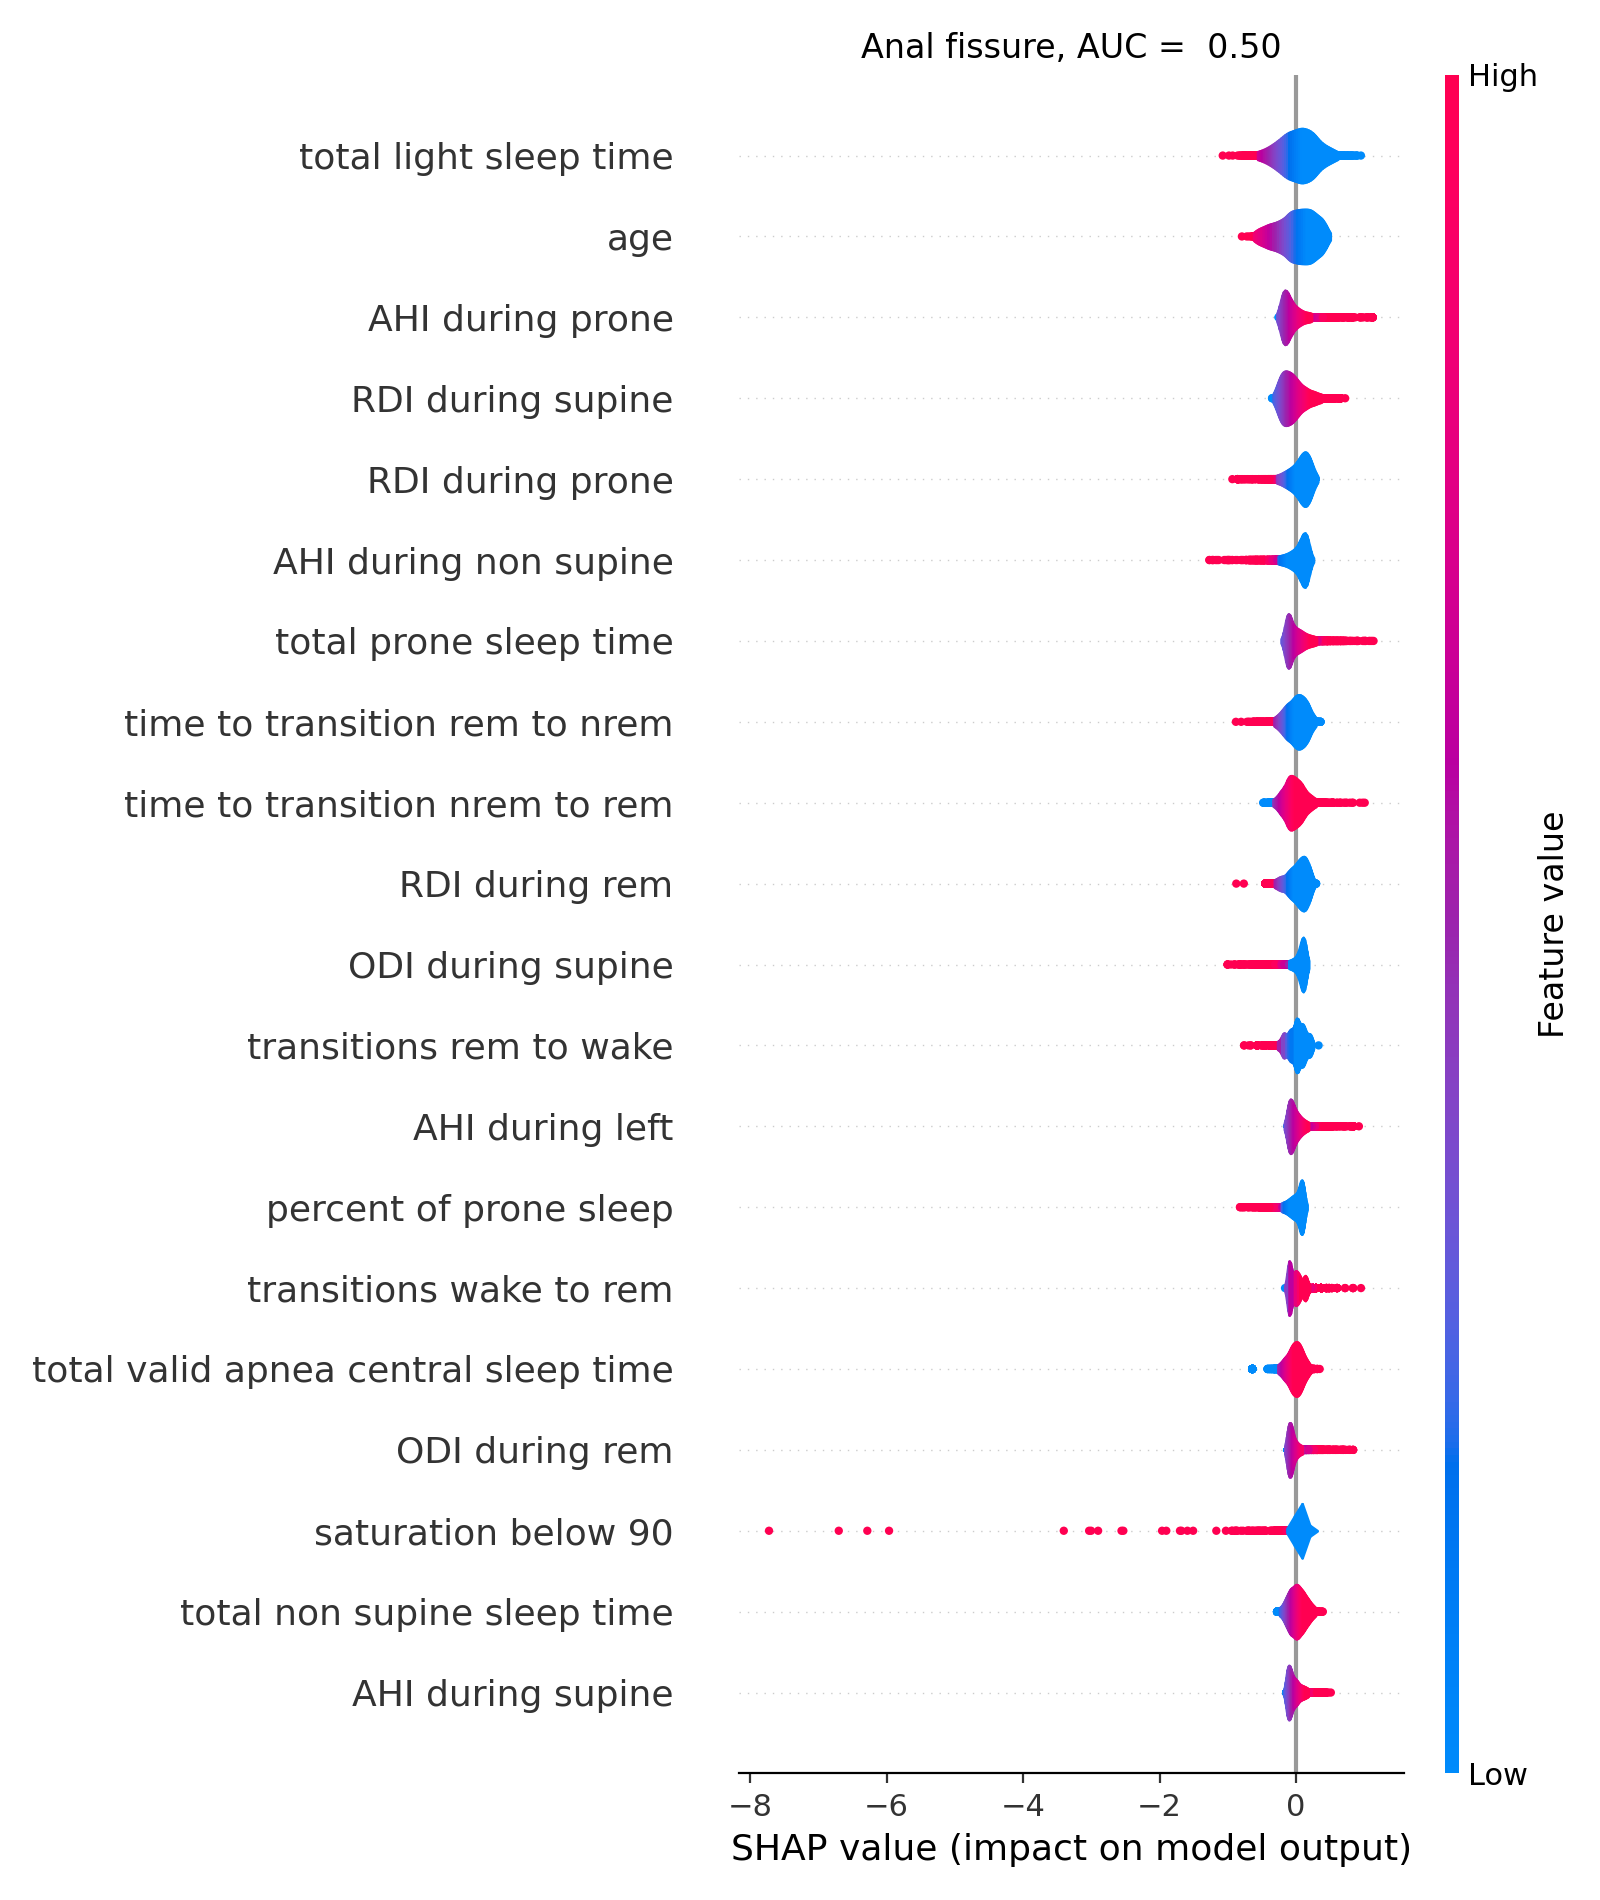 Anal fissure, AUC =  0.50
High
total light sleep time
age
AHI during prone
RDI during supine
RDI during prone
AHI during non supine
total prone sleep time
time to transition rem to nrem
time to transition nrem to rem
RDI during rem
ODI during supine
transitions rem to wake
AHI during left
percent of prone sleep
transitions wake to rem
total valid apnea central sleep time
ODI during rem
saturation below 90
total non supine sleep time
AHI during supine
Feature value
Low
−8 −6 −4 −2 0
SHAP value (impact on model output)